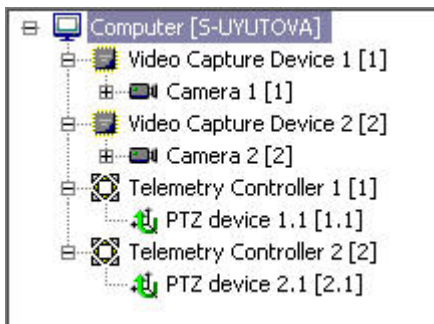 Computer [S-UYUTOVA]
Video Capture Device 1 [1]
Camera 1 [1]
Video Capture Device 2 [2]
Camera 2 [2]
Telemetry Controller 1 [1]
PTZ device 1.1 [1.1]
Telemetry Controller 2 [2]
PTZ device 2.1 [2.1]